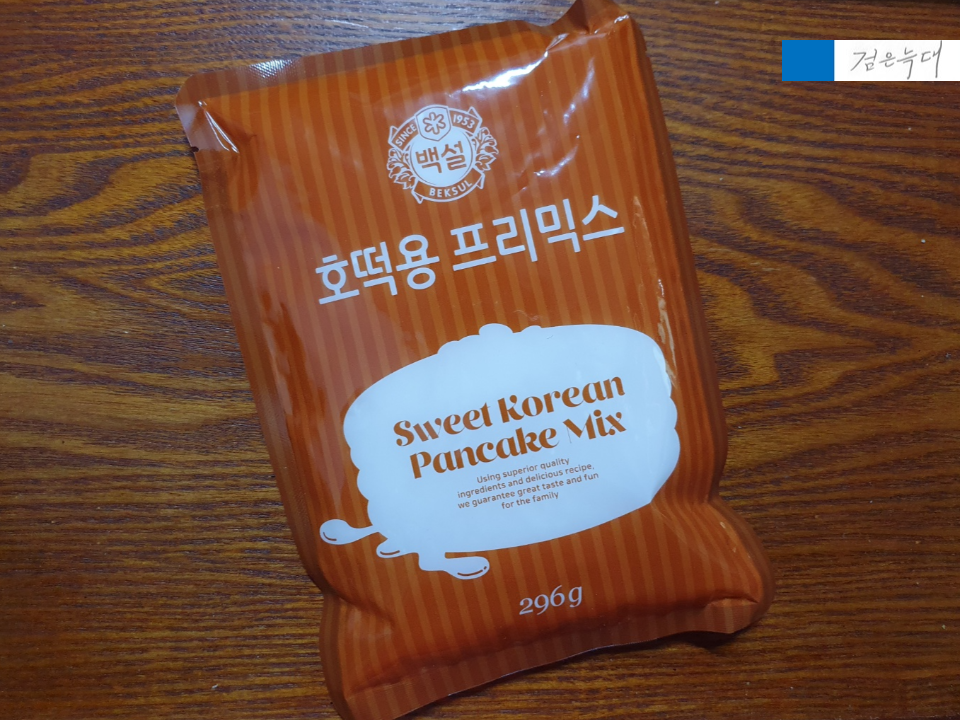 검은늑대
SINCE 1953
백설
BEKSUL
호떡용 프리믹스
Sweet Korean
Pancake Mix
Using superior quality
ingredients and delicious recipe,
we guarantee great taste and fun
for the family
296g